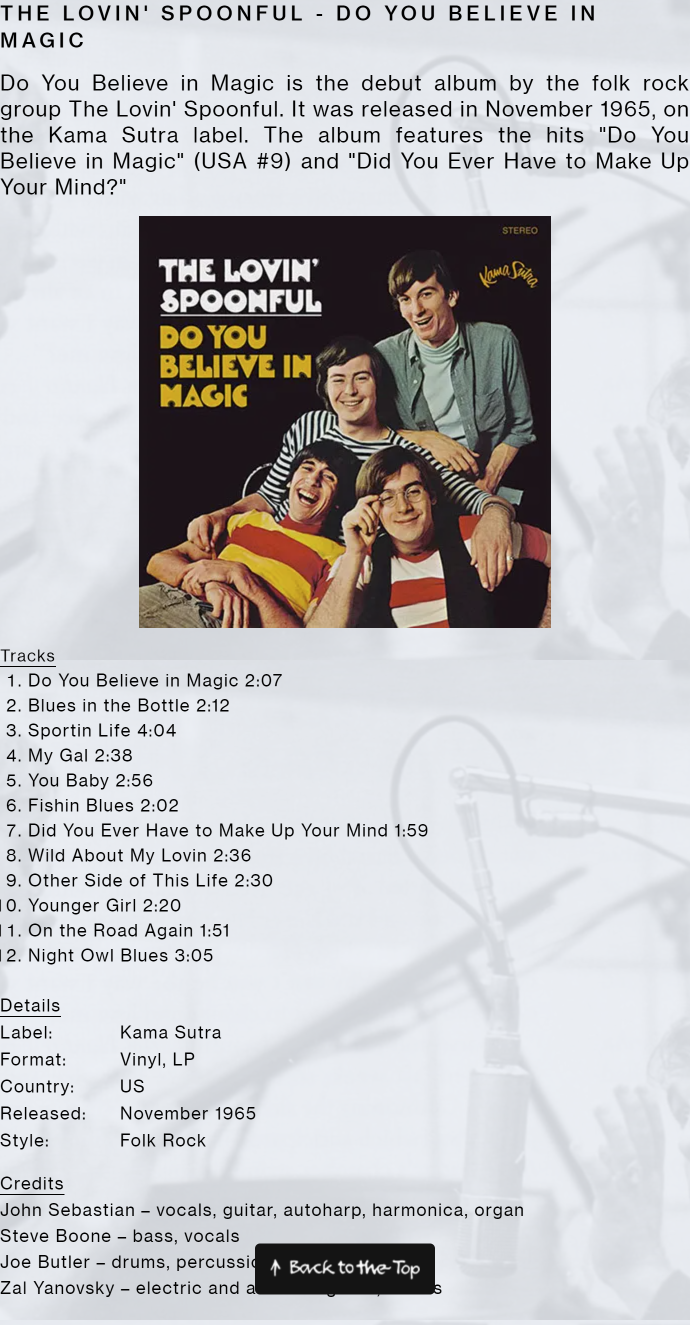 THE LOVIN' SPOONFUL - DO YOU BELIEVE IN
MAGIC
Do You Believe in Magic is the debut album by the folk rock
group The Lovin' Spoonful. It was released in November 1965, on
the Kama Sutra label. The album features the hits "Do You
Believe in Magic" (USA #9) and "Did You Ever Have to Make Up
Your Mind?"
STEREO
Kama Sutra
THE LOVIN'
SPOONFUL
DO YOU
BELIEVE IN
MAGIC
Tracks
1. Do You Believe in Magic 2:07
2. Blues in the Bottle 2:12
3. Sportin Life 4:04
4. My Gal 2:38
5. You Baby 2:56
6. Fishin Blues 2:02
7. Did You Ever Have to Make Up Your Mind 1:59
8. Wild About My Lovin 2:36
9. Other Side of This Life 2:30
10. Younger Girl 2:20
11. On the Road Again 1:51
12. Night Owl Blues 3:05
Details
Label: Kama Sutra
Format: Vinyl, LP
Country: US
Released: November 1965
Style: Folk Rock
Credits
John Sebastian – vocals, guitar, autoharp, harmonica, organ
Steve Boone – bass, vocals
Joe Butler – drums,
Zal Yanovsky – electric and
↑ Back to the Top